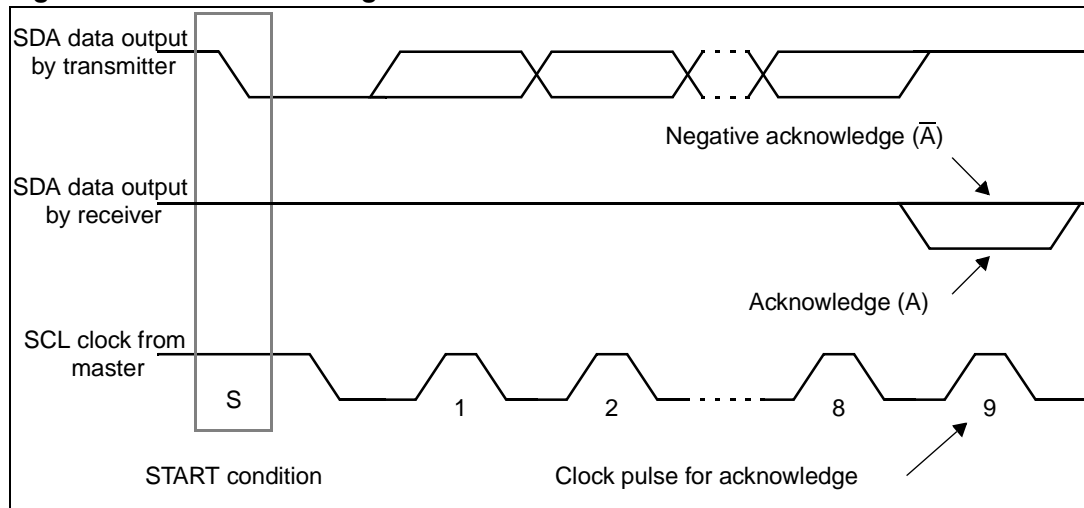 SDA data output
by transmitter
Negative acknowledge (A̅)
SDA data output
by receiver
Acknowledge (A)
SCL clock from
master
S
1
2
8
9
START condition
Clock pulse for acknowledge